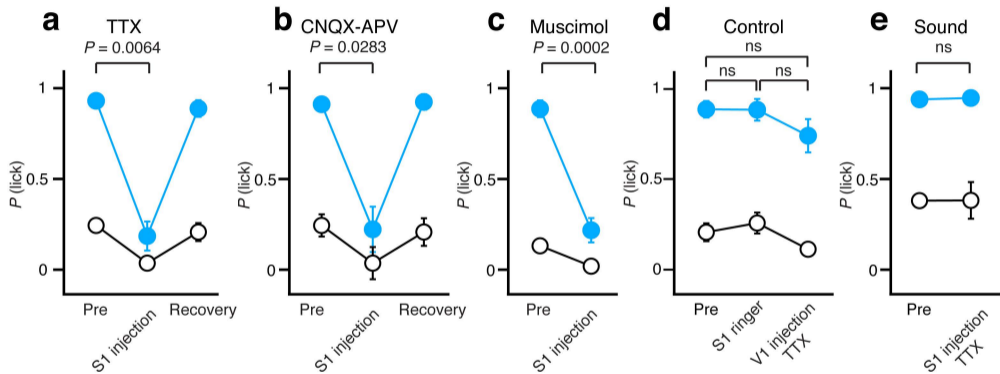 a
TTX
P = 0.0064
1
0.5
0
P (lick)
Pre
S1 injection
Recovery
b
CNQX-APV
P = 0.0283
1
0.5
0
P (lick)
Pre
S1 injection
Recovery
c
Muscimol
P = 0.0002
1
0.5
0
P (lick)
Pre
S1 injection
d
Control
ns
ns
ns
1
0.5
0
P (lick)
Pre
S1 ringer
V1 injection
TTX
e
Sound
ns
1
0.5
0
P (lick)
Pre
S1 injection
TTX